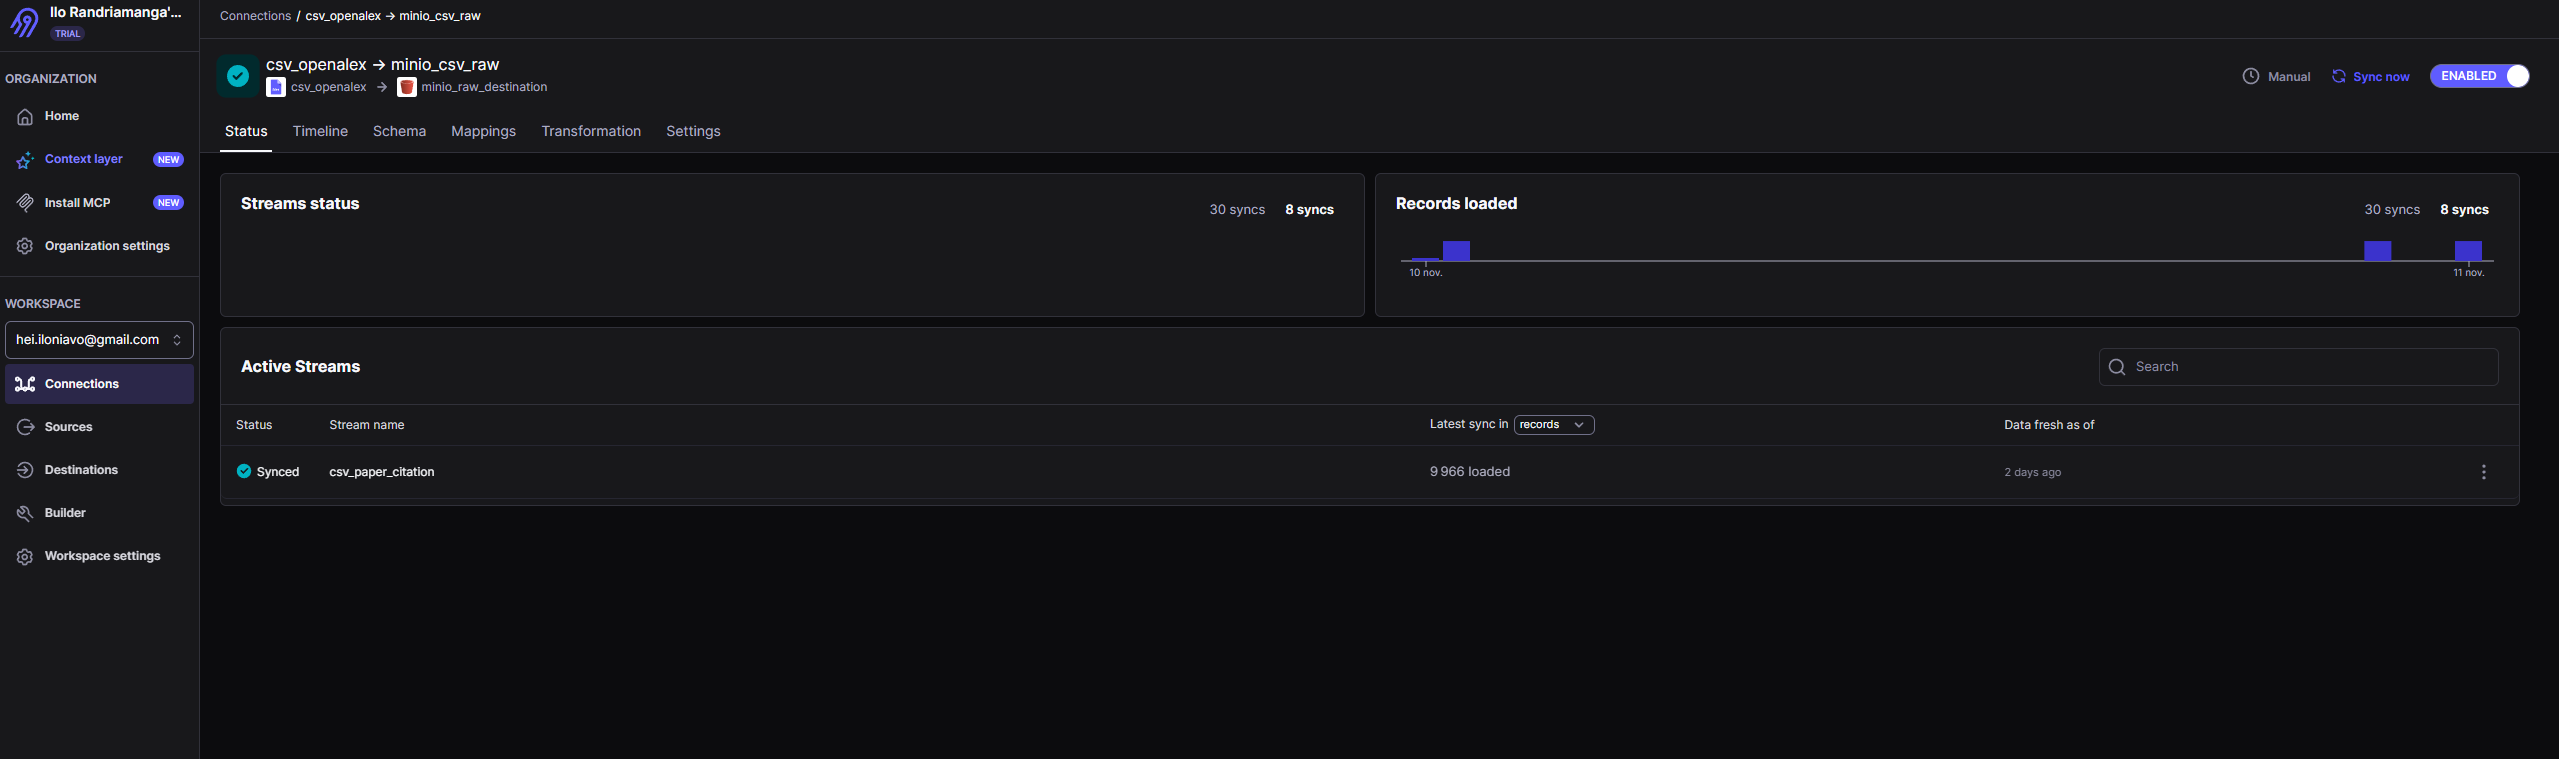 Ilo Randriamanga'...
TRIAL
ORGANIZATION
Home
Context layer NEW
Install MCP NEW
Organization settings
WORKSPACE
hei.iloniavo@gmail.com
Connections
Sources
Destinations
Builder
Workspace settings
Connections / csv_openalex → minio_csv_raw
csv_openalex → minio_csv_raw
csv_openalex → minio_raw_destination
Manual Sync now ENABLED
Status Timeline Schema Mappings Transformation Settings
Streams status 30 syncs 8 syncs
Records loaded 30 syncs 8 syncs
10 nov. 11 nov.
Active Streams Search
Status Stream name Latest sync in records Data fresh as of
Synced csv_paper_citation 9 966 loaded 2 days ago